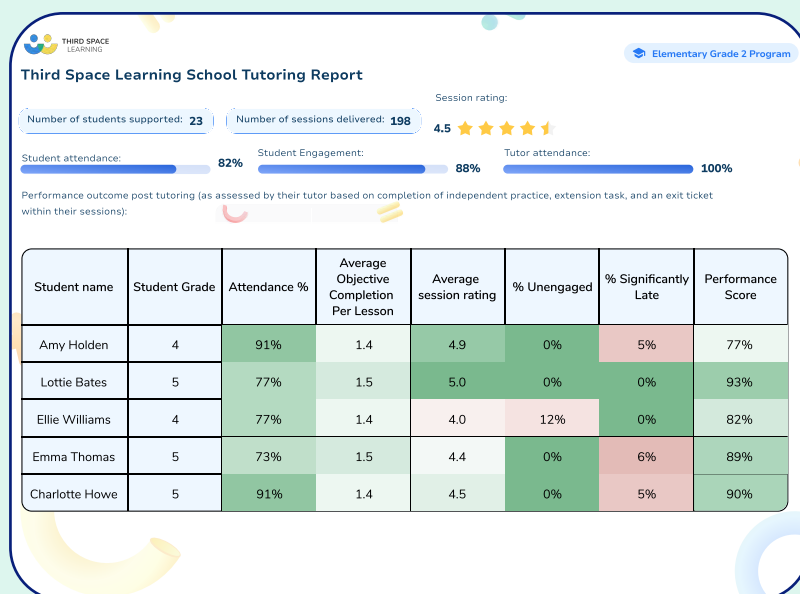 THIRD SPACE
LEARNING
Elementary Grade 2 Program
Third Space Learning School Tutoring Report
Session rating:
Number of students supported: 23
Number of sessions delivered: 198
4.5
Student attendance: 82%
Student Engagement: 88%
Tutor attendance: 100%
Performance outcome post tutoring (as assessed by their tutor based on completion of independent practice, extension task, and an exit ticket
within their sessions):
Student name | Student Grade | Attendance % | Average Objective Completion Per Lesson | Average session rating | % Unengaged | % Significantly Late | Performance Score
Amy Holden | 4 | 91% | 1.4 | 4.9 | 0% | 5% | 77%
Lottie Bates | 5 | 77% | 1.5 | 5.0 | 0% | 0% | 93%
Ellie Williams | 4 | 77% | 1.4 | 4.0 | 12% | 0% | 82%
Emma Thomas | 5 | 73% | 1.5 | 4.4 | 0% | 6% | 89%
Charlotte Howe | 5 | 91% | 1.4 | 4.5 | 0% | 5% | 90%